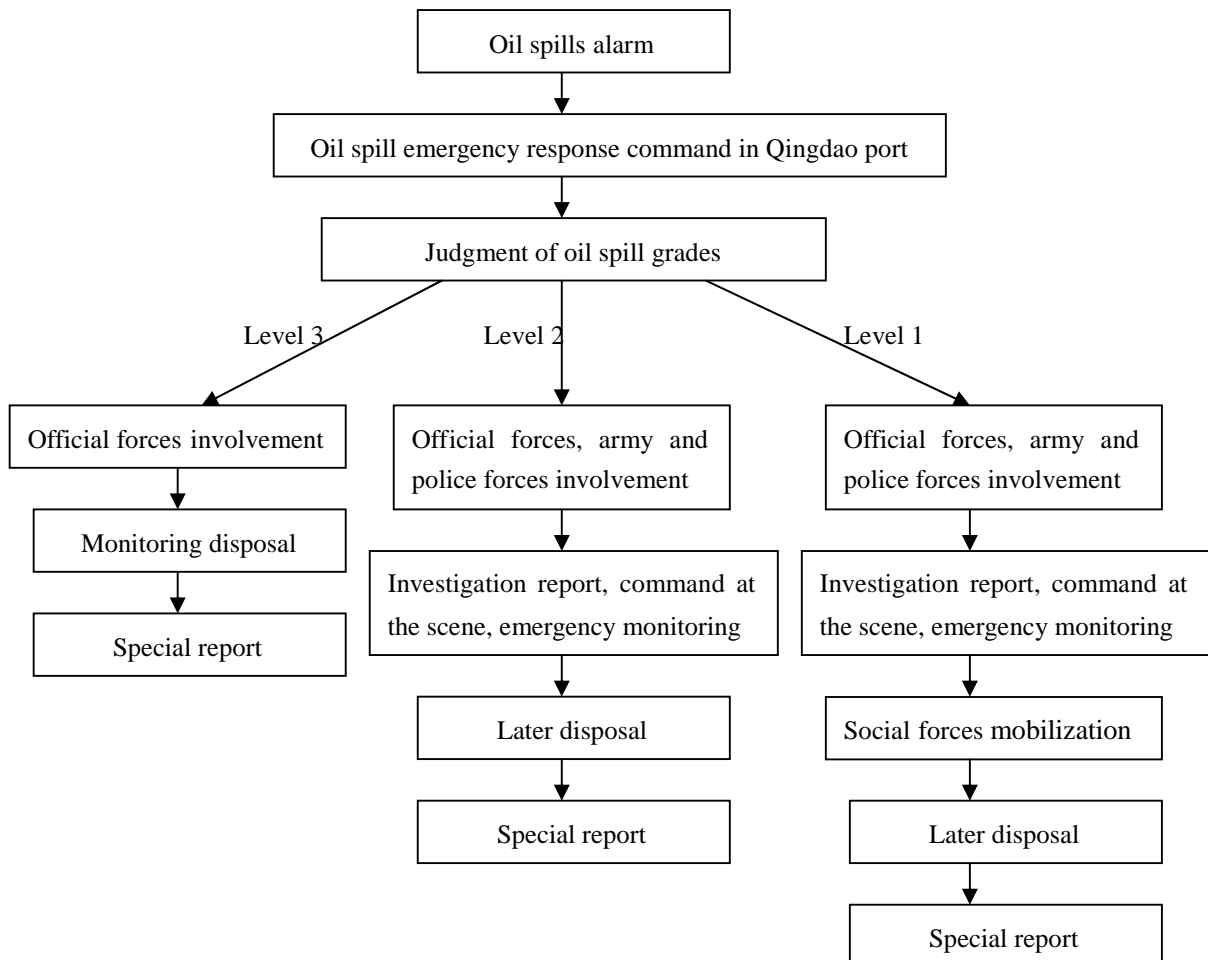 Oil spills alarm
Oil spill emergency response command in Qingdao port
Judgment of oil spill grades
Level 3
Level 2
Level 1
Official forces involvement
Monitoring disposal
Special report
Official forces, army and
police forces involvement
Investigation report, command at
the scene, emergency monitoring
Later disposal
Special report
Official forces, army and
police forces involvement
Investigation report, command at
the scene, emergency monitoring
Social forces mobilization
Later disposal
Special report